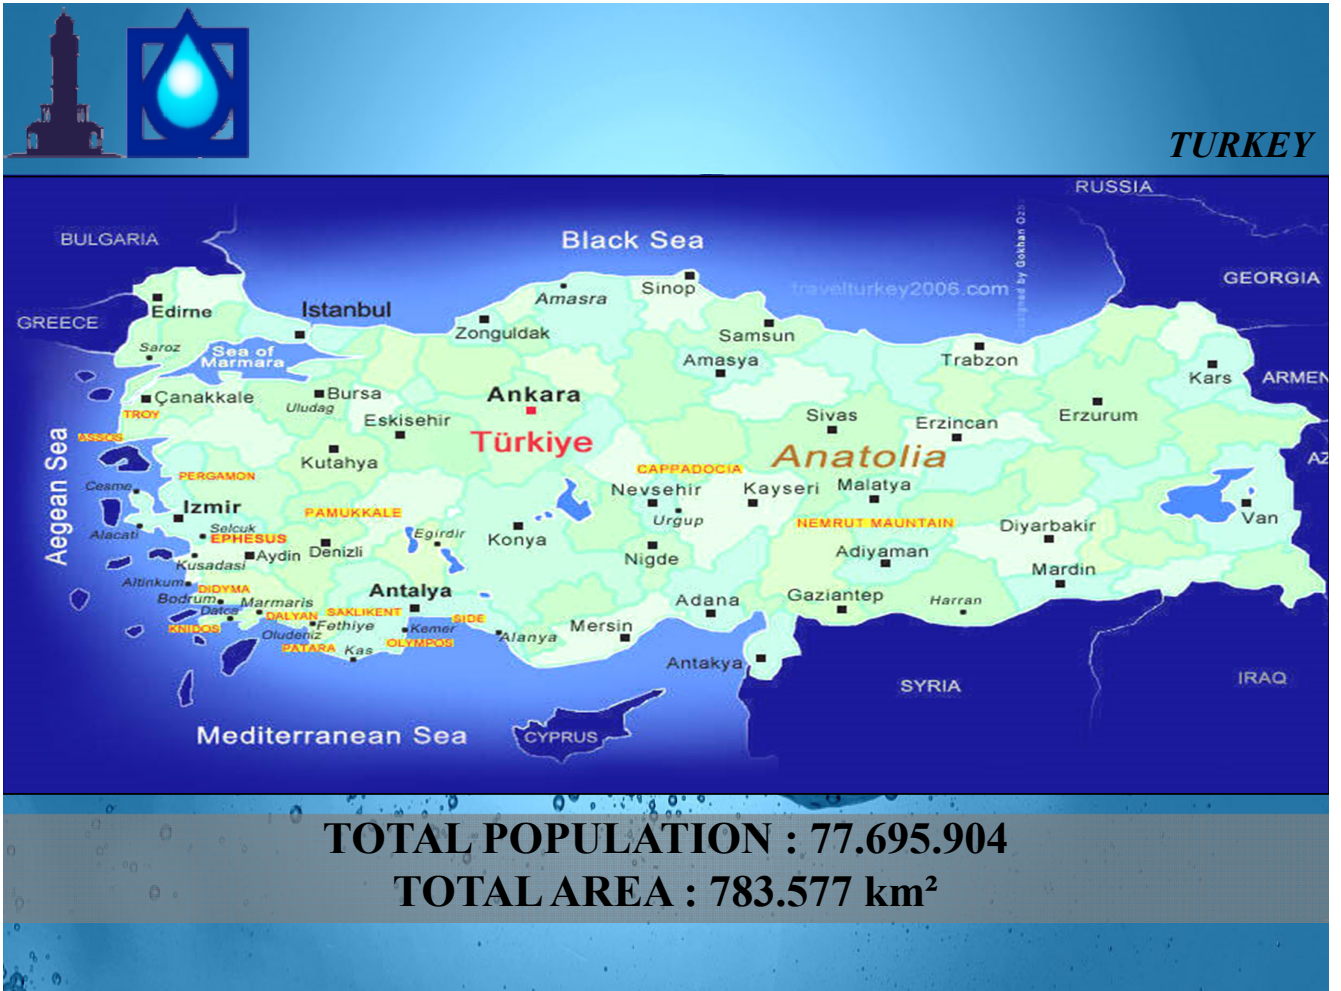 TURKEY
RUSSIA
BULGARIA
Black Sea
GEORGIA
travelturkey2006.com
Sinop
Amasra
Edirne
Istanbul
GREECE
Zonguldak
Samsun
Saroz
Sea of
Marmara
Amasya
Trabzon
Kars
ARMEN
Çanakkale
Bursa
Ankara
Uludag
TROY
Eskisehir
Sivas
Erzincan
Erzurum
ASSOS
Türkiye
Anatolia
AZ
Aegean Sea
Kutahya
CAPPADOCIA
PERGAMON
Cesme
Nevsehir
Kayseri
Malatya
Izmir
PAMUKKALE
Urgup
NEMRUT MAUNTAIN
Diyarbakir
Van
Alacati
Selcuk
EPHESUS
Egirdir
Konya
Aydin
Denizli
Kusadasi
Nigde
Adiyaman
Mardin
Altinkum
DIDYMA
Antalya
Bodrum
Marmaris
Datca
SAKLIKENT
SIDE
Adana
Gaziantep
Harran
KNIDOS
DALYAN
Fethiye
Kemer
Mersin
Oludeniz
OLYMPOS
Alanya
PATARA
Kas
Antakya
SYRIA
IRAQ
Mediterranean Sea
CYPRUS
TOTAL POPULATION : 77.695.904
TOTAL AREA : 783.577 km²